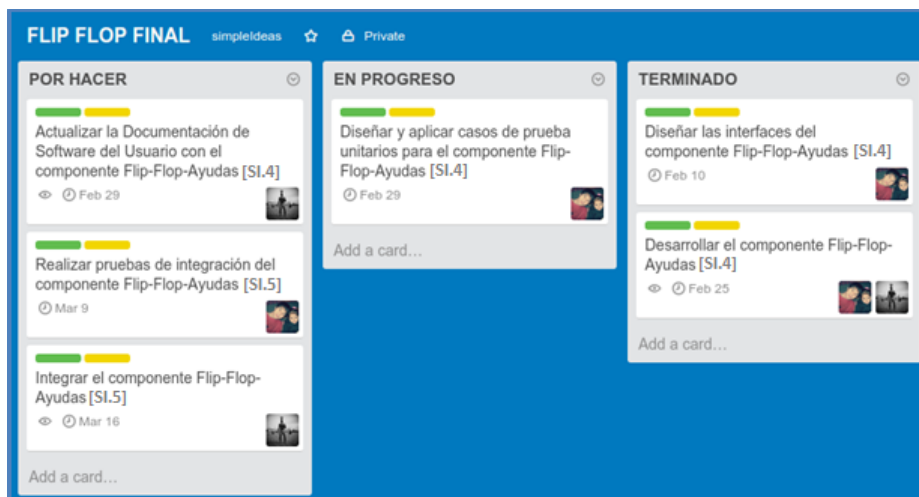 FLIP FLOP FINAL simpleIdeas Private
POR HACER
Actualizar la Documentación de
Software del Usuario con el
componente Flip-Flop-Ayudas [SI.4]
Feb 29
Realizar pruebas de integración del
componente Flip-Flop-Ayudas [SI.5]
Mar 9
Integrar el componente Flip-Flop-
Ayudas [SI.5]
Mar 16
Add a card...
EN PROGRESO
Diseñar y aplicar casos de prueba
unitarios para el componente Flip-
Flop-Ayudas [SI.4]
Feb 29
Add a card...
TERMINADO
Diseñar las interfaces del
componente Flip-Flop-Ayudas [SI.4]
Feb 10
Desarrollar el componente Flip-Flop-
Ayudas [SI.4]
Feb 25
Add a card...